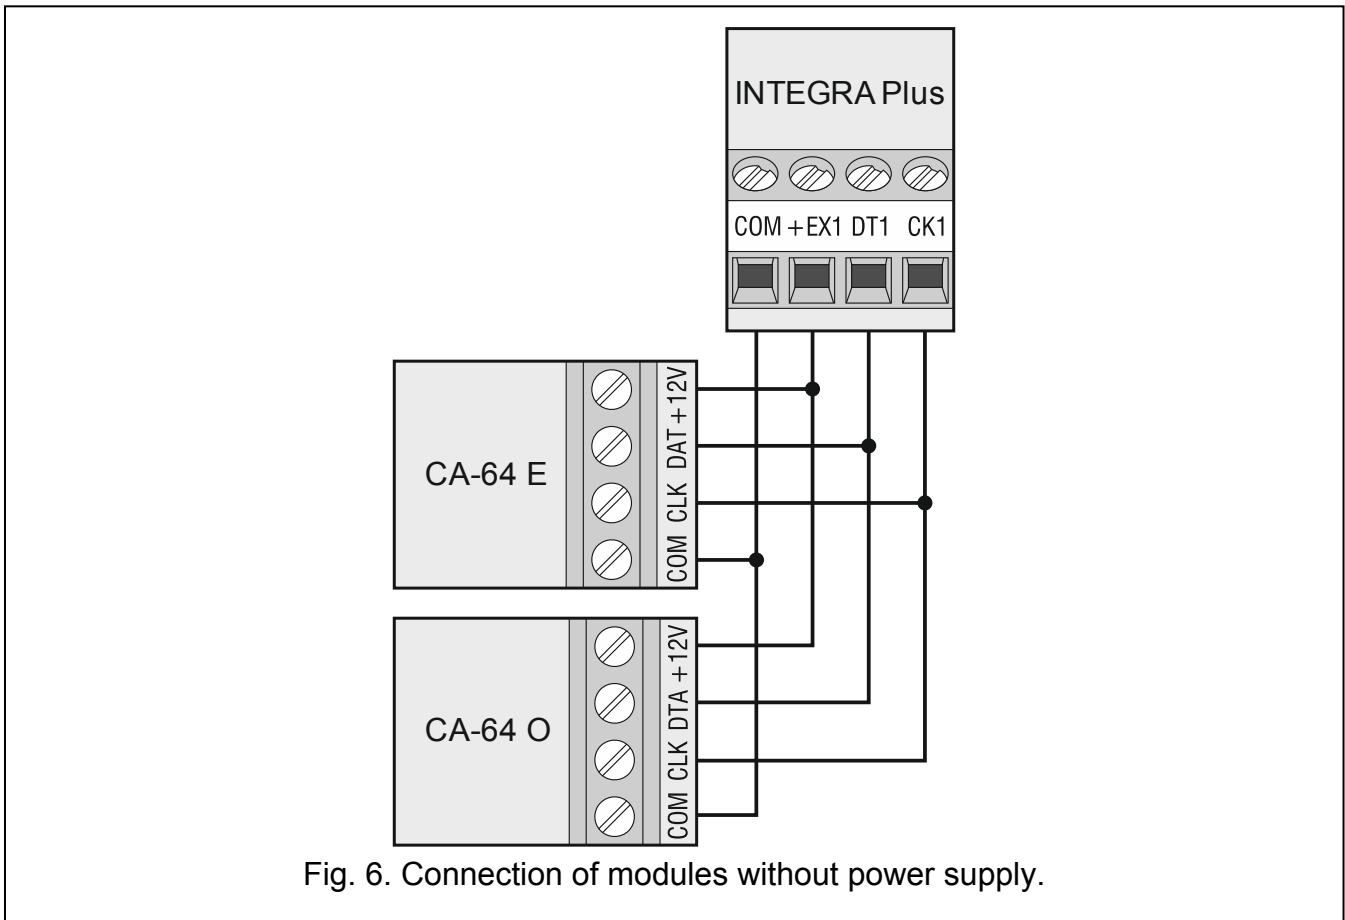 INTEGRA Plus
COM +EX1 DT1 CK1
CA-64 E
+12V
DAT
CLK
COM
CA-64 O
+12V
DTA
CLK
COM
Fig. 6. Connection of modules without power supply.